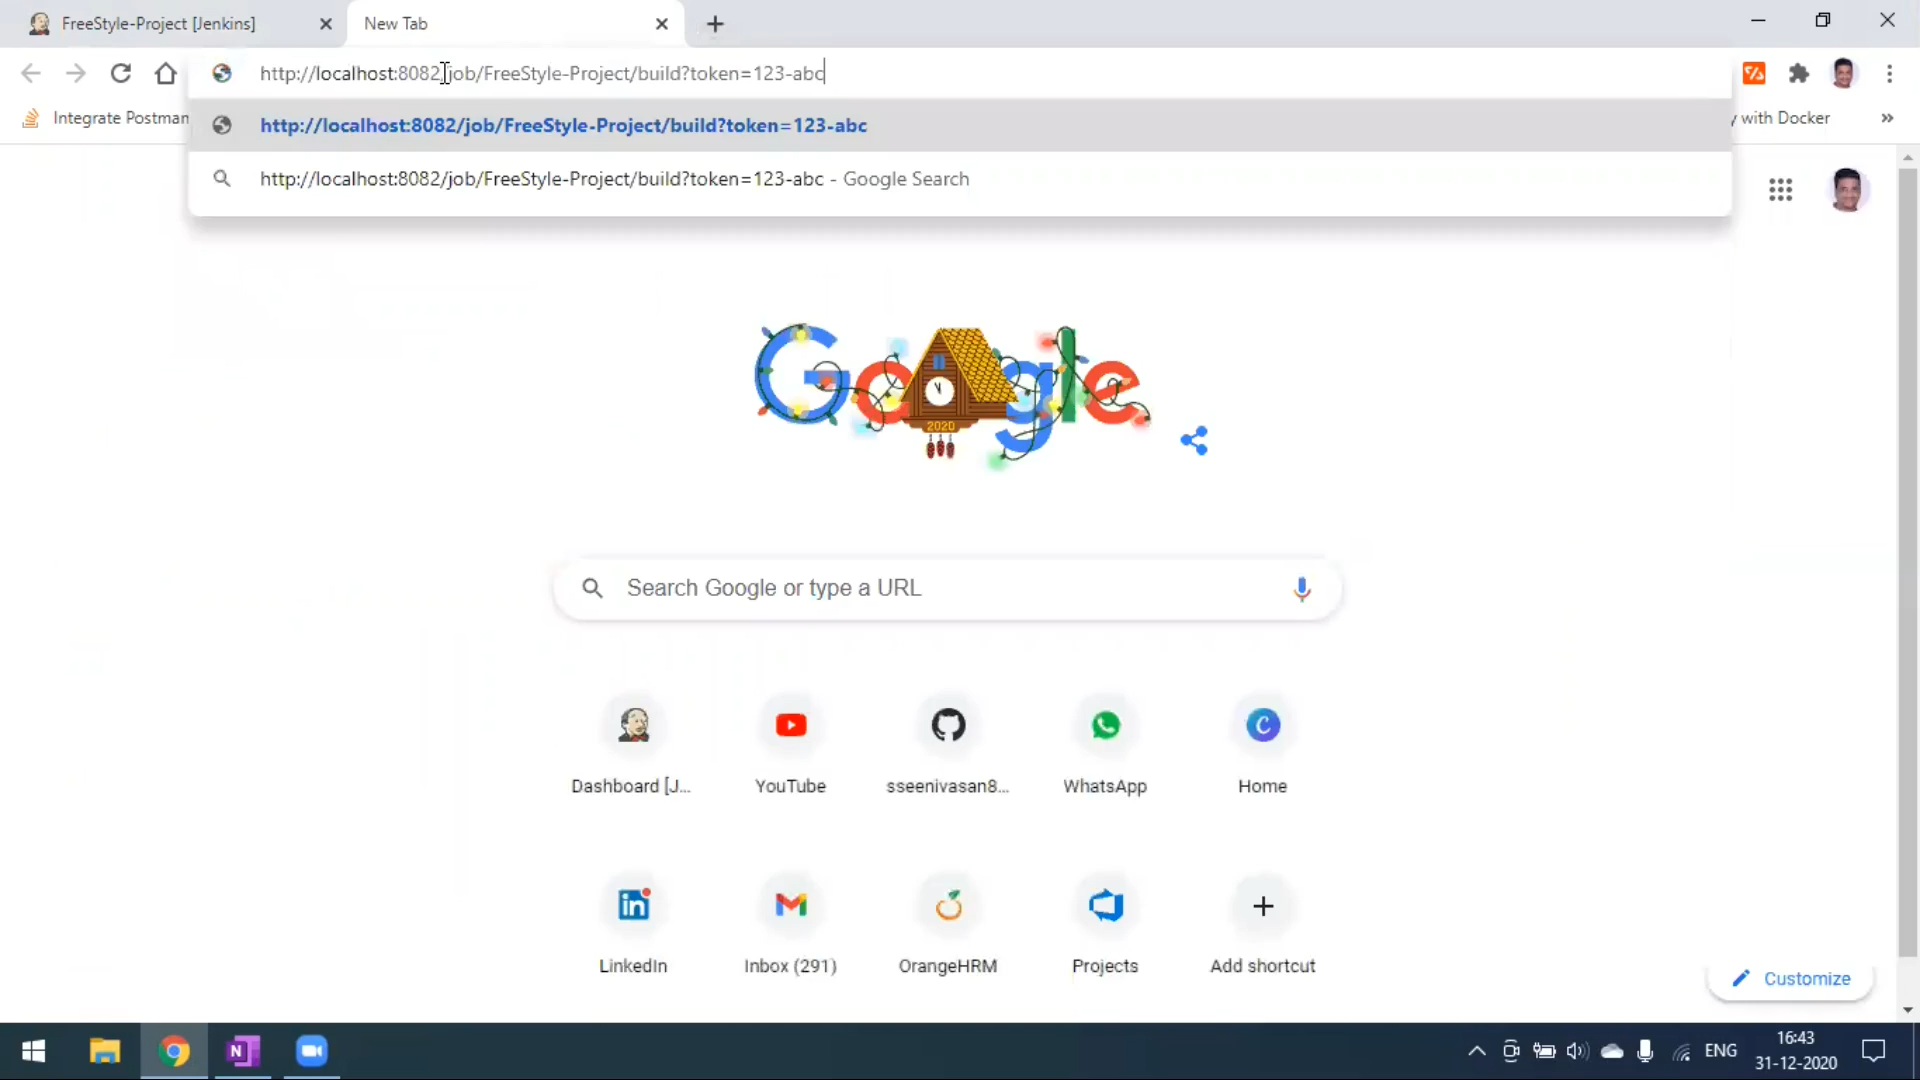 FreeStyle-Project [Jenkins]
New Tab
http://localhost:8082/job/FreeStyle-Project/build?token=123-abc
Integrate Postman
http://localhost:8082/job/FreeStyle-Project/build?token=123-abc
y with Docker
http://localhost:8082/job/FreeStyle-Project/build?token=123-abc - Google Search
Google
2020
Search Google or type a URL
Dashboard [J...
YouTube
sseenivasan8...
WhatsApp
Home
LinkedIn
Inbox (291)
OrangeHRM
Projects
Add shortcut
Customize
ENG
16:43
31-12-2020